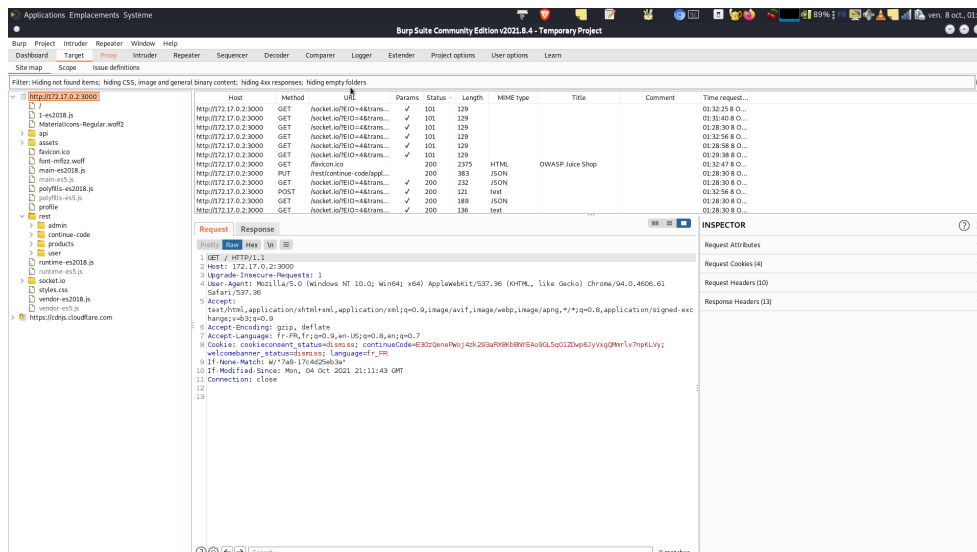 Applications Emplacements Système
89% FR ven. 8 oct., 01:
Burp Suite Community Edition v2021.8.4 - Temporary Project
Burp Project Intruder Repeater Window Help
Dashboard Target Proxy Intruder Repeater Sequencer Decoder Comparer Logger Extender Project options User options Learn
Site map Scope Issue definitions
Filter: Hiding not found items; hiding CSS, image and general binary content; hiding 4xx responses; hiding empty folders
http://172.17.0.2:3000
/
1-es2018.js
MaterialIcons-Regular.woff2
api
assets
favicon.ico
font-mfizz.woff
main-es2018.js
main-es5.js
polyfills-es2018.js
polyfills-es5.js
profile
rest
admin
continue-code
products
user
runtime-es2018.js
runtime-es5.js
socket.io
styles.css
vendor-es2018.js
vendor-es5.js
https://cdnjs.cloudflare.com
Host Method URL Params Status Length MIME type Title Comment Time request...
http://172.17.0.2:3000 GET /socket.io/?EIO=4&trans... ✓ 101 129 01:32:25 8 O...
http://172.17.0.2:3000 GET /socket.io/?EIO=4&trans... ✓ 101 129 01:31:40 8 O...
http://172.17.0.2:3000 GET /socket.io/?EIO=4&trans... ✓ 101 129 01:28:30 8 O...
http://172.17.0.2:3000 GET /socket.io/?EIO=4&trans... ✓ 101 129 01:32:56 8 O...
http://172.17.0.2:3000 GET /socket.io/?EIO=4&trans... ✓ 101 129 01:28:58 8 O...
http://172.17.0.2:3000 GET /socket.io/?EIO=4&trans... ✓ 101 129 01:29:38 8 O...
http://172.17.0.2:3000 GET /favicon.ico 200 2375 HTML OWASP Juice Shop 01:32:47 8 O...
http://172.17.0.2:3000 PUT /rest/continue-code/appl... 200 383 JSON 01:28:30 8 O...
http://172.17.0.2:3000 GET /socket.io/?EIO=4&trans... ✓ 200 232 JSON 01:28:30 8 O...
http://172.17.0.2:3000 POST /socket.io/?EIO=4&trans... ✓ 200 121 text 01:28:30 8 O...
http://172.17.0.2:3000 GET /socket.io/?EIO=4&trans... ✓ 200 189 JSON 01:32:56 8 O...
http://172.17.0.2:3000 GET /socket.io/?EIO=4&trans... ✓ 200 136 text 01:28:30 8 O...
Request Response
Pretty Raw Hex \n
1 GET / HTTP/1.1
2 Host: 172.17.0.2:3000
3 Upgrade-Insecure-Requests: 1
4 User-Agent: Mozilla/5.0 (Windows NT 10.0; Win64; x64) AppleWebKit/537.36 (KHTML, like Gecko) Chrome/94.0.4606.61
Safari/537.36
5 Accept:
text/html,application/xhtml+xml,application/xml;q=0.9,image/avif,image/webp,image/apng,*/*;q=0.8,application/signed-exc
hange;v=b3;q=0.9
6 Accept-Encoding: gzip, deflate
7 Accept-Language: fr-FR,fr;q=0.9,en-US;q=0.8,en;q=0.7
8 Cookie: cookieconsent_status=dismiss; continueCode=
welcomebanner_status=dismiss; language=fr_FR
9 If-None-Match: W/"7a8-17c4d25eb3a"
10 If-Modified-Since: Mon, 04 Oct 2021 21:11:43 GMT
11 Connection: close
12
13
INSPECTOR
Request Attributes
Request Cookies (4)
Request Headers (10)
Response Headers (13)
Search...
0 matches